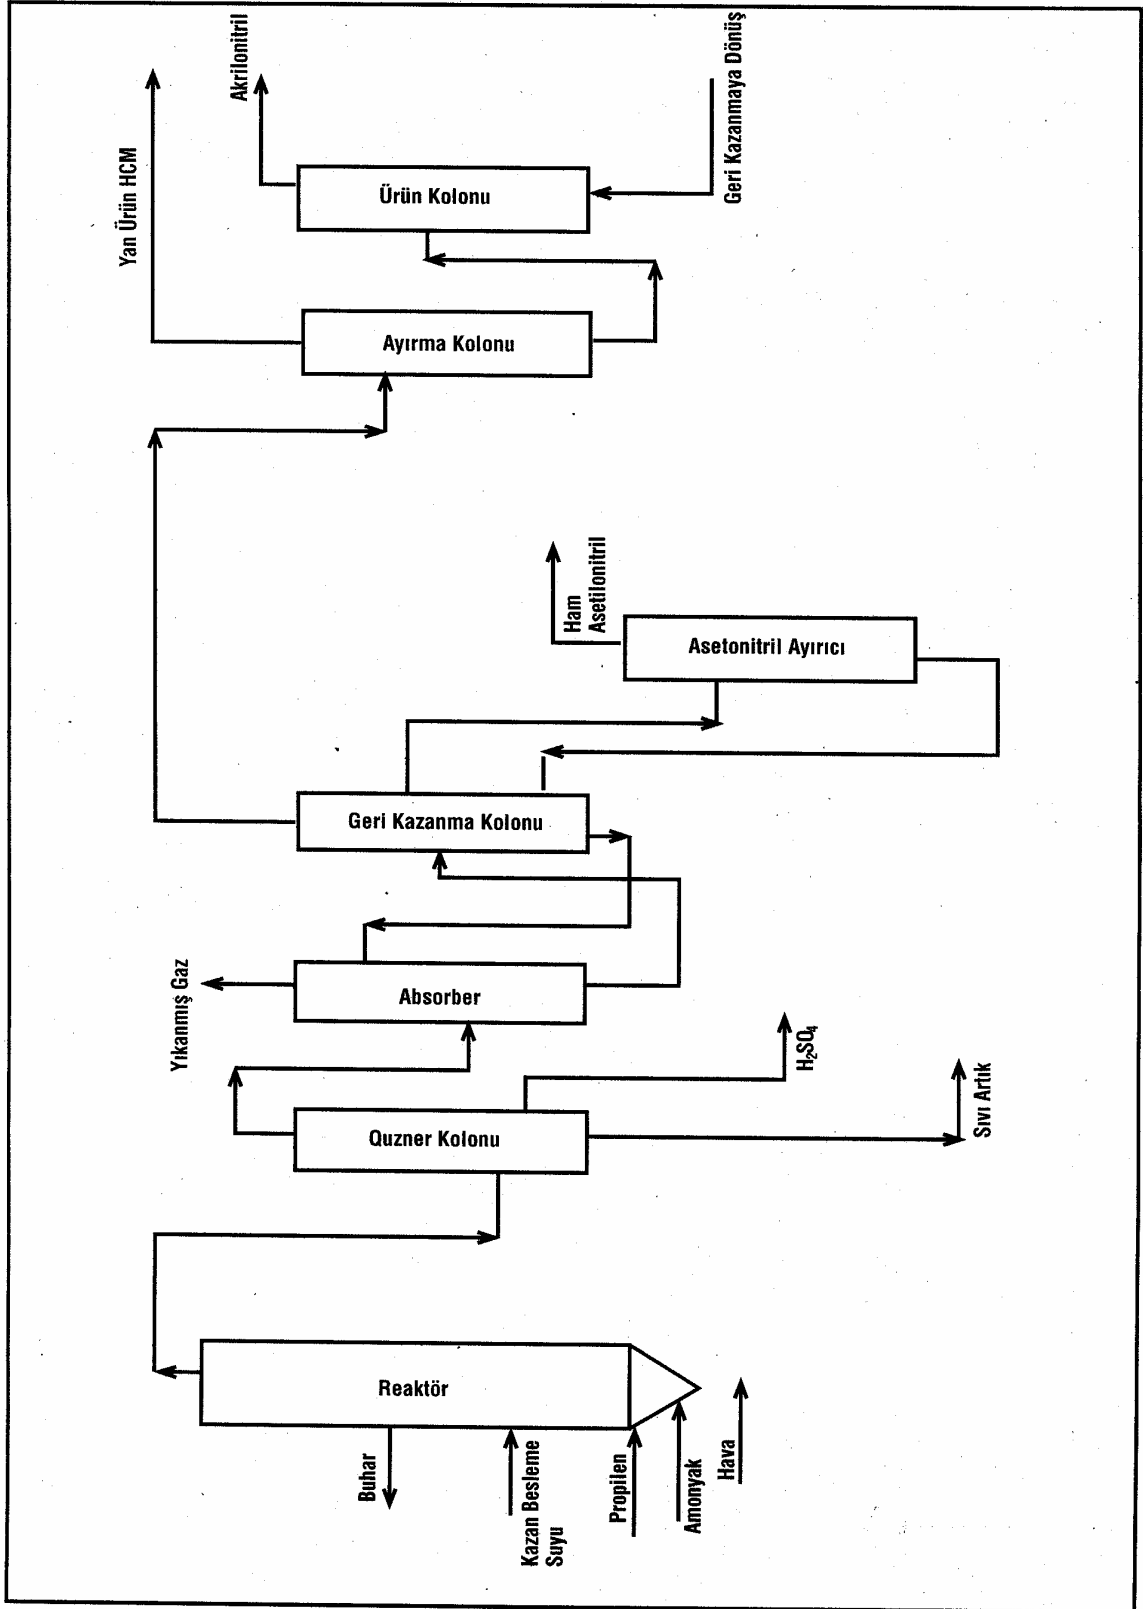 Akrilonitril
Geri Kazanmaya Dönüş
Yan Ürün HCM
Ürün Kolonu
Ayırma Kolonu
Ham
Asetilonitril
Asetonitril Ayırıcı
Geri Kazanma Kolonu
Yıkanmış Gaz
Absorber
H₂SO₄
Quzner Kolonu
Sıvı Artık
Reaktör
Buhar
Kazan Besleme
Suyu
Propilen
Amonyak
Hava